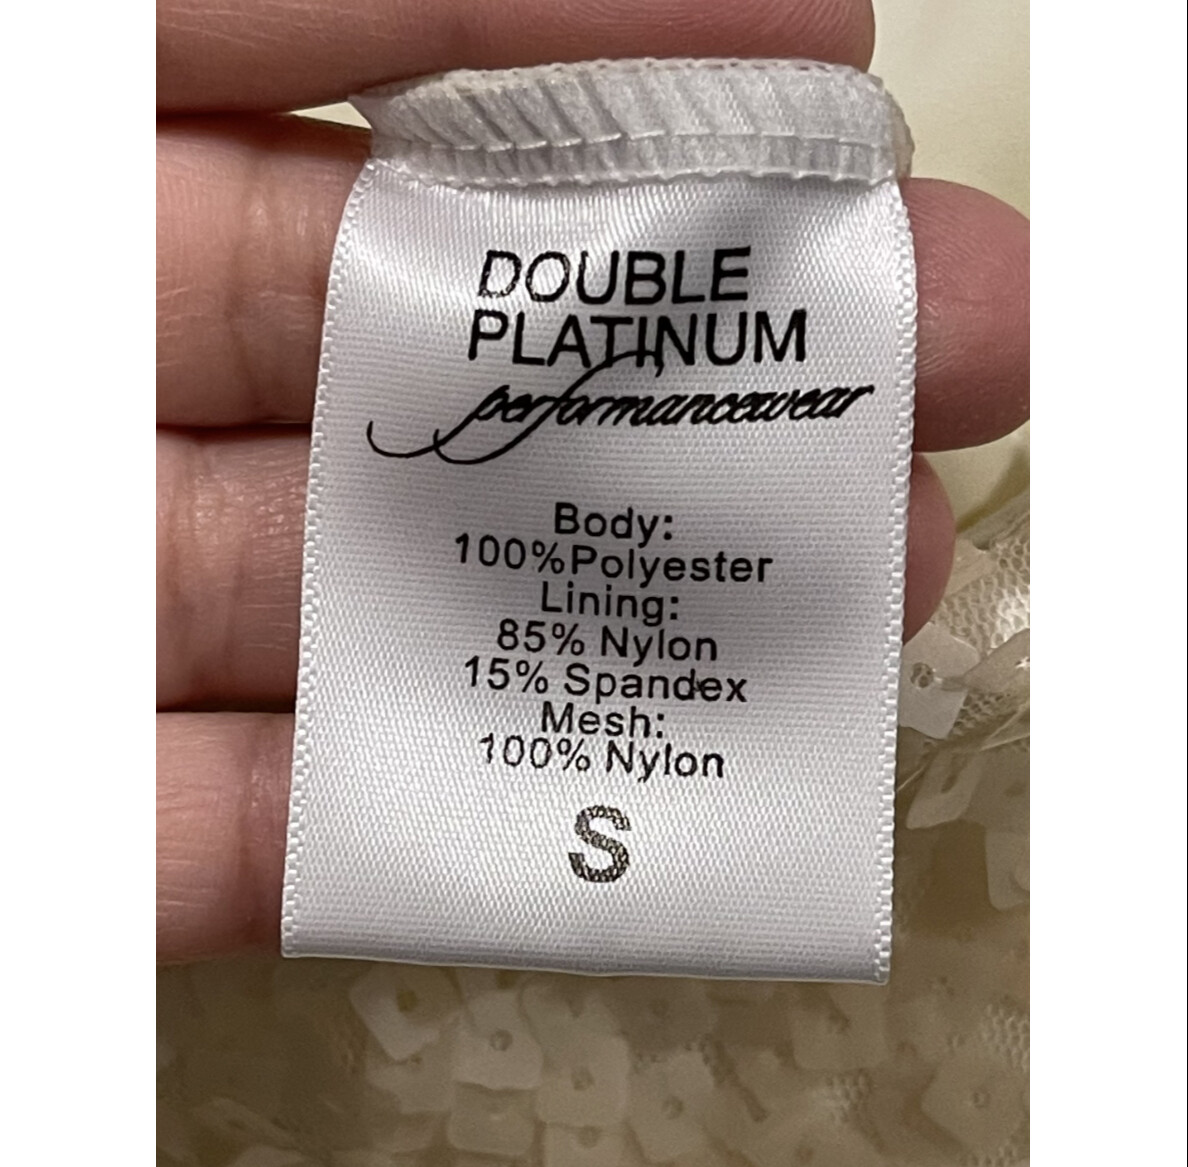 DOUBLE
PLATINUM
performancewear
Body:
100%Polyester
Lining:
85% Nylon
15% Spandex
Mesh:
100% Nylon
S